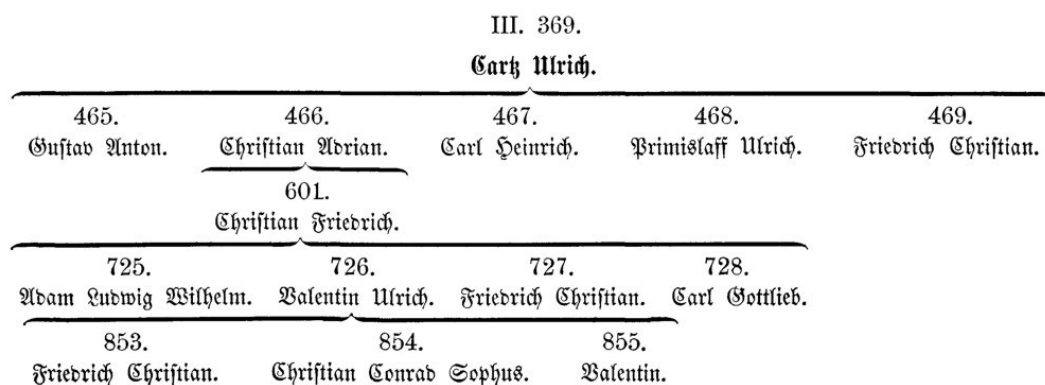 III. 369.
Cartz Ulrich.
465. 466. 467. 468. 469.
Gustav Anton. Christian Adrian. Carl Heinrich. Primislaff Ulrich. Friedrich Christian.
601.
Christian Friedrich.
725. 726. 727. 728.
Adam Ludwig Wilhelm. Valentin Ulrich. Friedrich Christian. Carl Gottlieb.
853. 854. 855.
Friedrich Christian. Christian Conrad Sophus. Valentin.